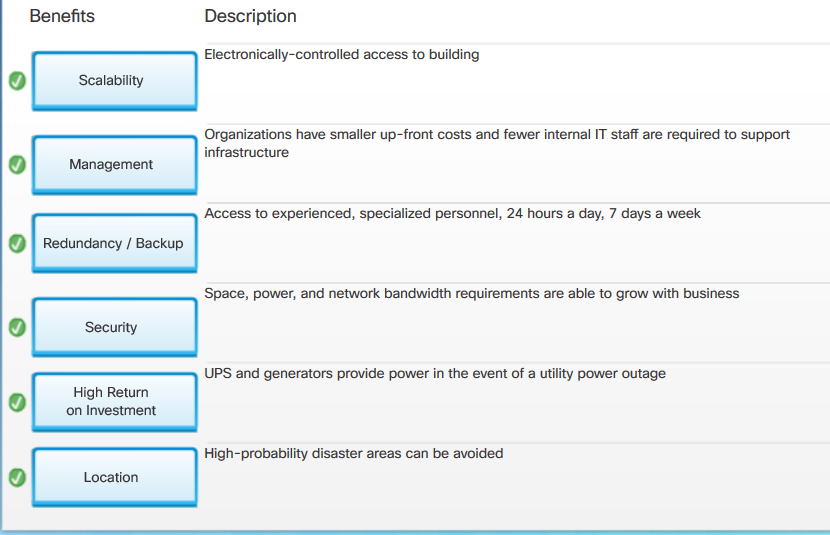 Benefits Description
Scalability
Electronically-controlled access to building
Management
Organizations have smaller up-front costs and fewer internal IT staff are required to support
infrastructure
Redundancy / Backup
Access to experienced, specialized personnel, 24 hours a day, 7 days a week
Security
Space, power, and network bandwidth requirements are able to grow with business
High Return
on Investment
UPS and generators provide power in the event of a utility power outage
Location
High-probability disaster areas can be avoided